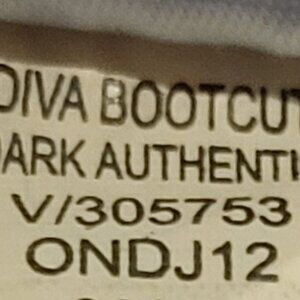 DIVA BOOTCUT
DARK AUTHENTI
V/305753
ONDJ12